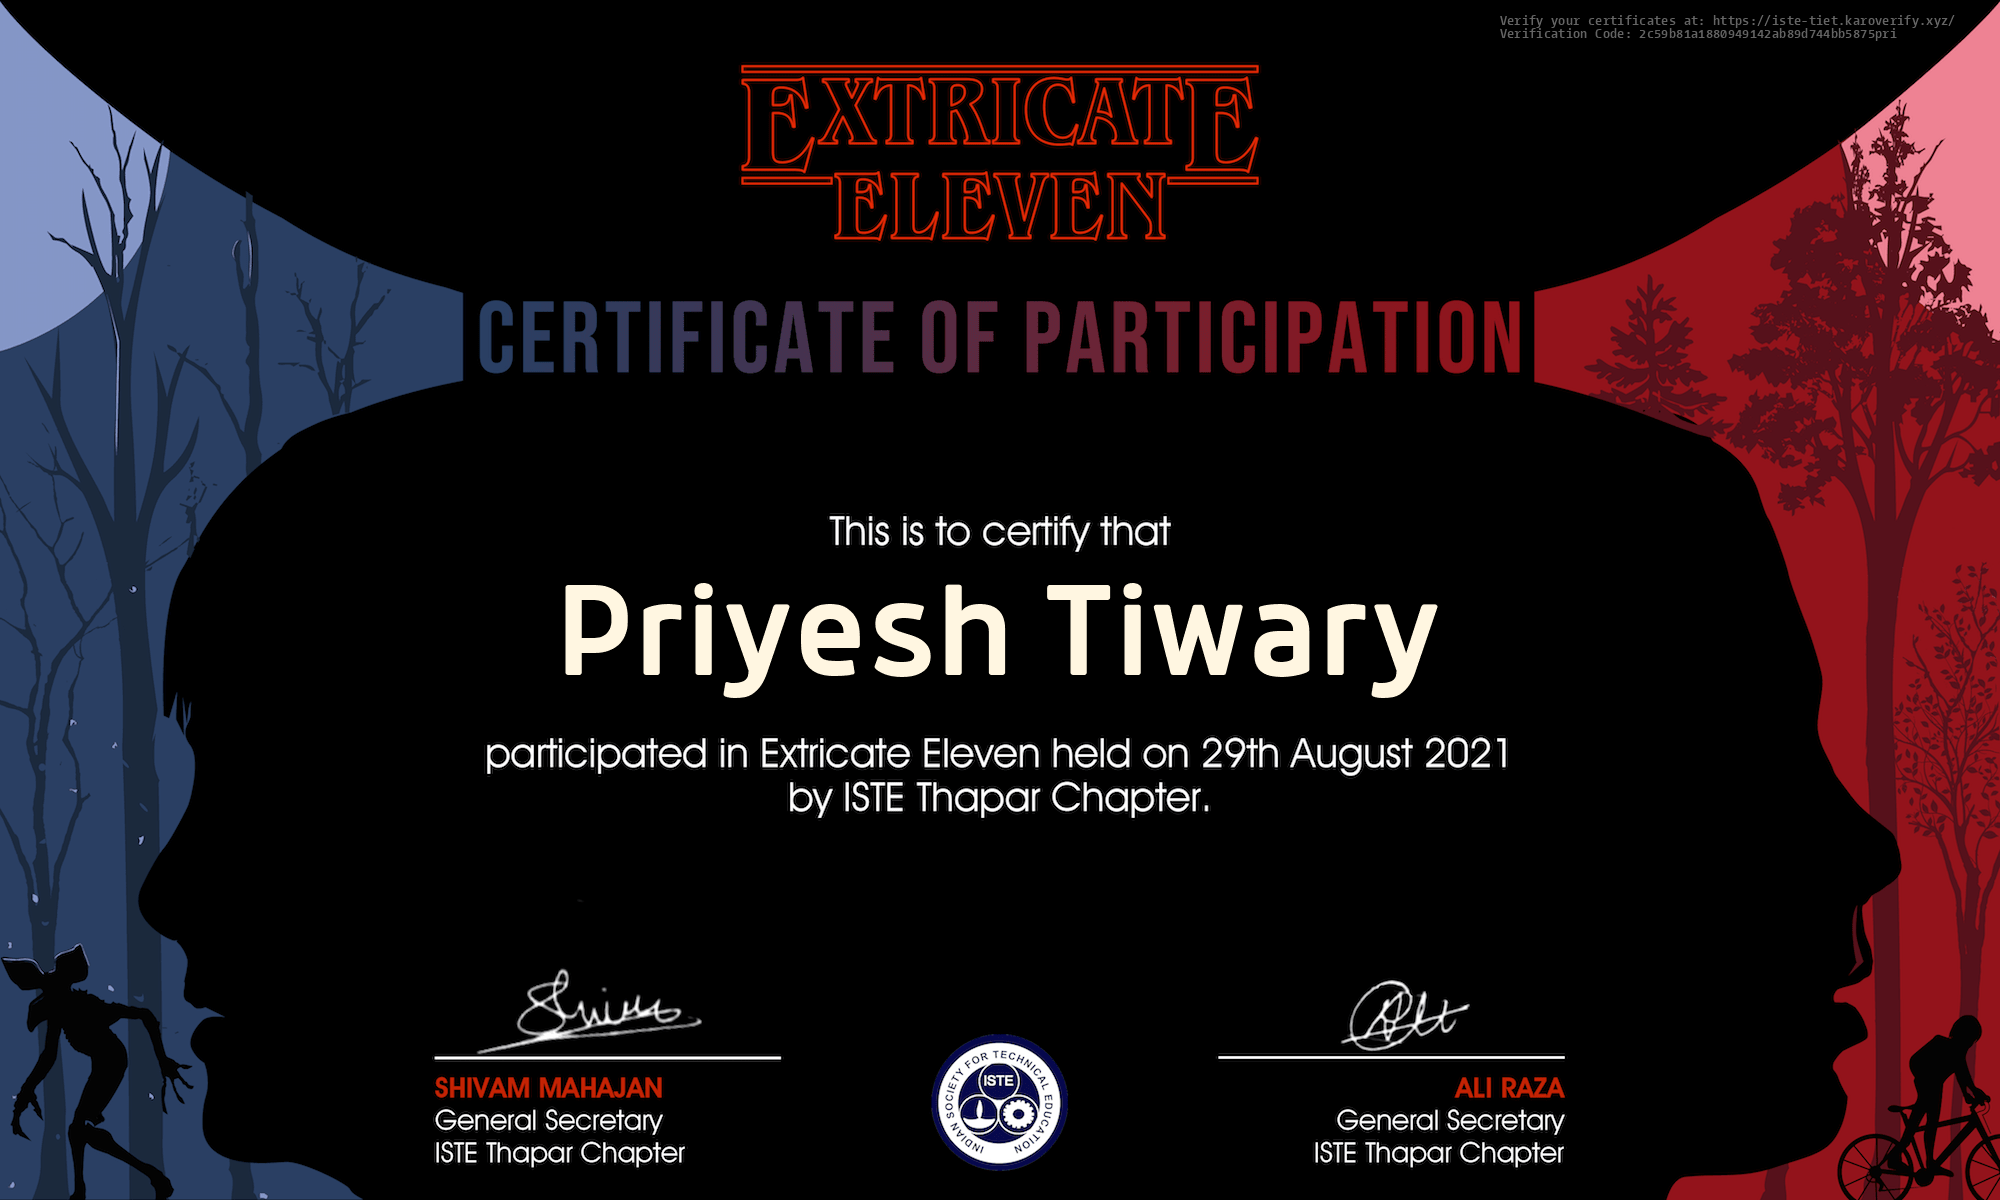 Verify your certificates at: https://iste-tiet.karoverify.xyz/
Verification Code: 2c59b81a1880949142ab89d744bb5875pri
EXTRICATE
ELEVEN
CERTIFICATE OF PARTICIPATION
This is to certify that
Priyesh Tiwary
participated in Extricate Eleven held on 29th August 2021
by ISTE Thapar Chapter.
SHIVAM MAHAJAN
General Secretary
ISTE Thapar Chapter
INDIAN SOCIETY FOR TECHNICAL EDUCATION
ISTE
ALI RAZA
General Secretary
ISTE Thapar Chapter